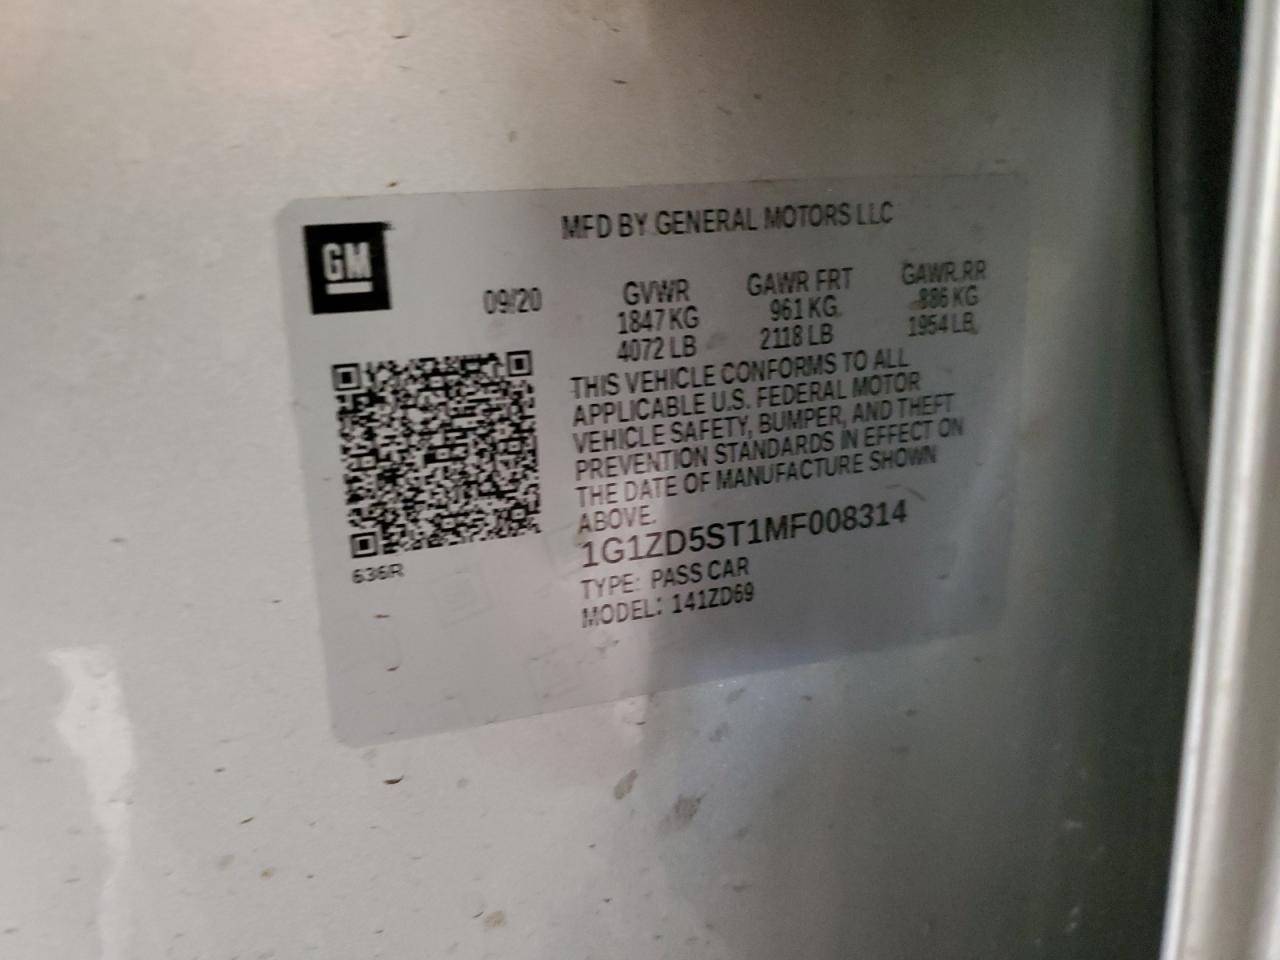 GM
MFD BY GENERAL MOTORS LLC
09/20 GVWR GAWR FRT GAWR RR
1847 KG 961 KG 886 KG
4072 LB 2118 LB 1954 LB
THIS VEHICLE CONFORMS TO ALL
APPLICABLE U.S. FEDERAL MOTOR
VEHICLE SAFETY, BUMPER, AND THEFT
PREVENTION STANDARDS IN EFFECT ON
THE DATE OF MANUFACTURE SHOWN
ABOVE.
1G1ZD5ST1MF008314
TYPE: PASS CAR
MODEL: 141ZD69
636R